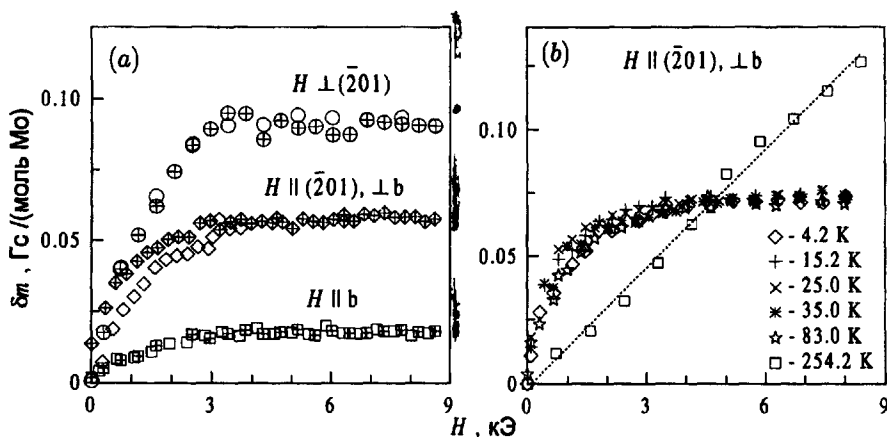 (a)
H ⊥(2̄01)
H ∥(2̄01), ⊥b
H ∥ b
δm , Гс /(моль Mo)
0.10
0.05
0
0 3 6 9
(b)
H ∥ (2̄01), ⊥b
0.10
0.05
0
◇ - 4.2 K
+ - 15.2 K
× - 25.0 K
✳ - 35.0 K
☆ - 83.0 K
□ - 254.2 K
0 3 6 9
H , кЭ